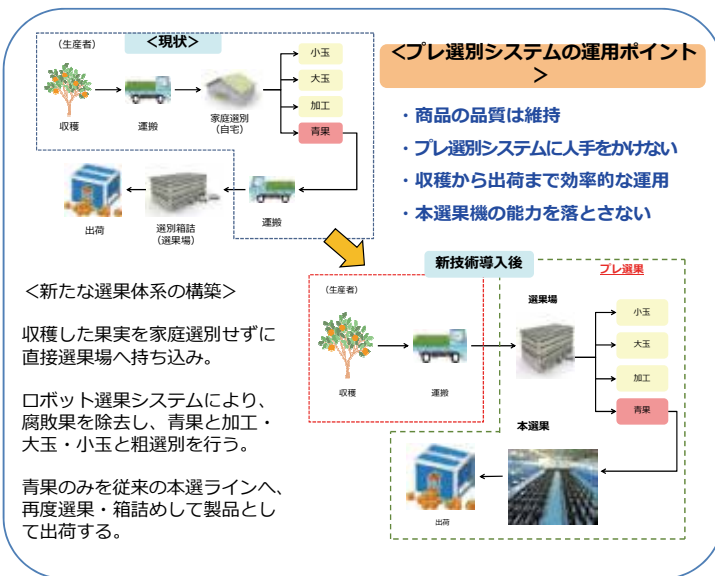 <現状>
(生産者)
収穫
運搬
家庭選別
(自宅)
小玉
大玉
加工
青果
運搬
選別箱詰
(選果場)
出荷
<プレ選別システムの運用ポイント
>
・商品の品質は維持
・プレ選別システムに人手をかけない
・収穫から出荷まで効率的な運用
・本選果機の能力を落とさない
<新たな選果体系の構築>
収穫した果実を家庭選別せずに
直接選果場へ持ち込み。
ロボット選果システムにより、
腐敗果を除去し、青果と加工・
大玉・小玉と粗選別を行う。
青果のみを従来の本選ラインへ、
再度選果・箱詰めして製品とし
て出荷する。
新技術導入後
(生産者)
収穫
運搬
プレ選果
選果場
小玉
大玉
加工
青果
本選果
出荷